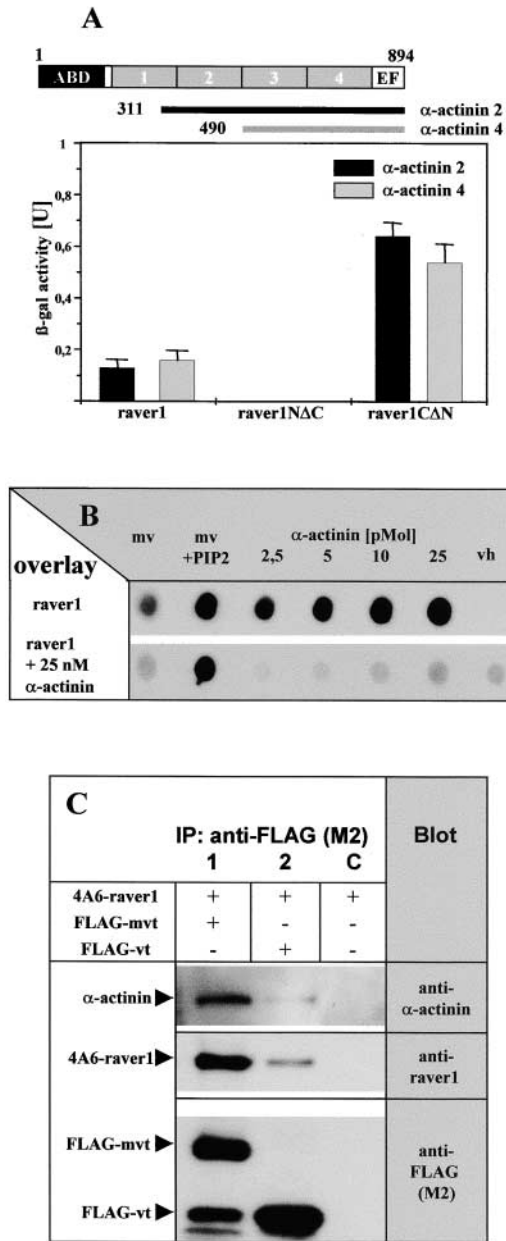 A
1 894
ABD 1 2 3 4 EF
311 α-actinin 2
490 α-actinin 4
1
0,8
0,6
0,4
0,2
ß-gal activity [U]
α-actinin 2
α-actinin 4
raver1 raver1NΔC raver1CΔN
B
overlay
mv mv +PIP2 α-actinin [pMol] vh
2,5 5 10 25
raver1
raver1
+ 25 nM
α-actinin
C
IP: anti-FLAG (M2) Blot
1 2 C
4A6-raver1 + + +
FLAG-mvt + - -
FLAG-vt - + -
α-actinin anti-
α-actinin
4A6-raver1 anti-
raver1
FLAG-mvt anti-
FLAG
(M2)
FLAG-vt